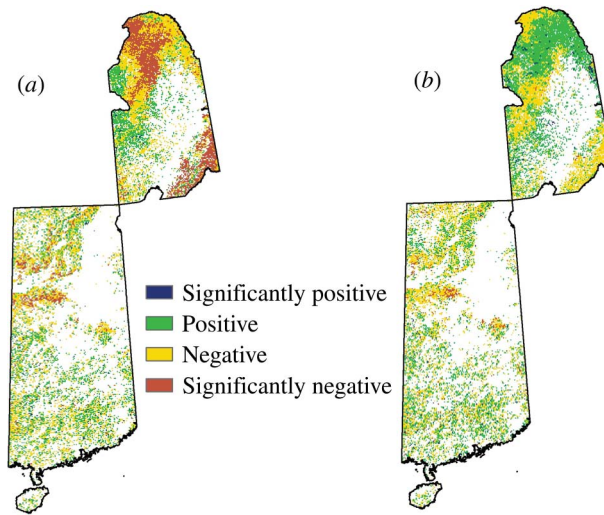 (a)
(b)
Significantly positive
Positive
Negative
Significantly negative